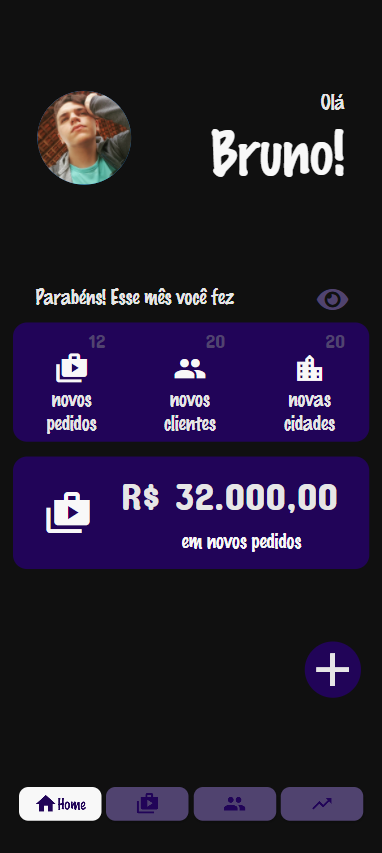 Olá
Bruno!
Parabéns! Esse mês você fez
12 20 20
novos novos novas
pedidos clientes cidades
R$ 32.000,00
em novos pedidos
Home